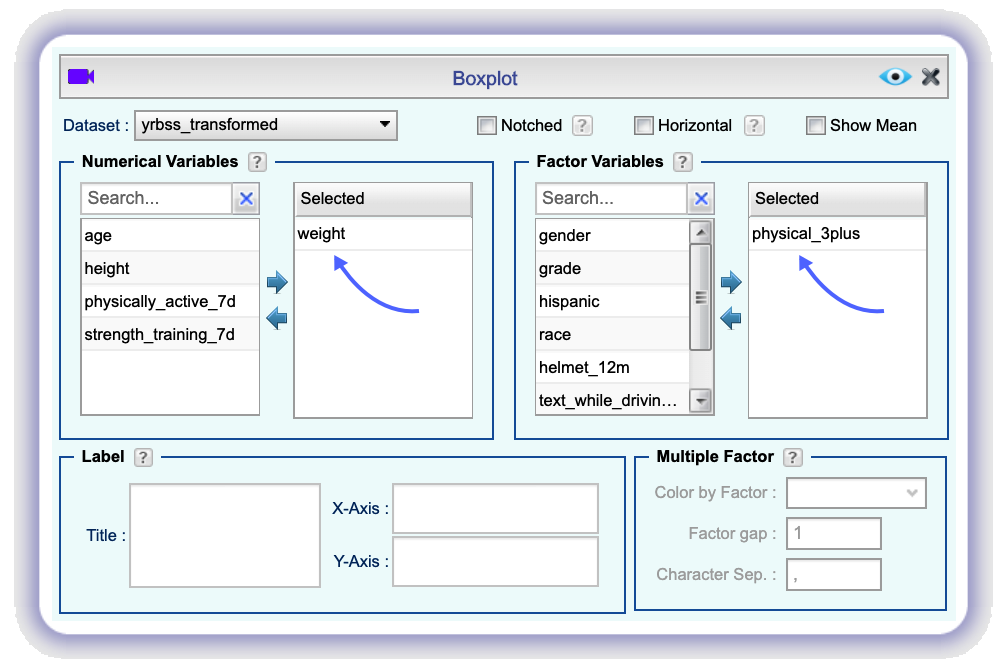 Boxplot
Dataset : yrbss_transformed
Notched ?
Horizontal ?
Show Mean
Numerical Variables ?
Search...
age
height
physically_active_7d
strength_training_7d
Selected
weight
Factor Variables ?
Search...
gender
grade
hispanic
race
helmet_12m
text_while_drivin...
Selected
physical_3plus
Label ?
Title :
X-Axis :
Y-Axis :
Multiple Factor ?
Color by Factor :
Factor gap : 1
Character Sep. : ,